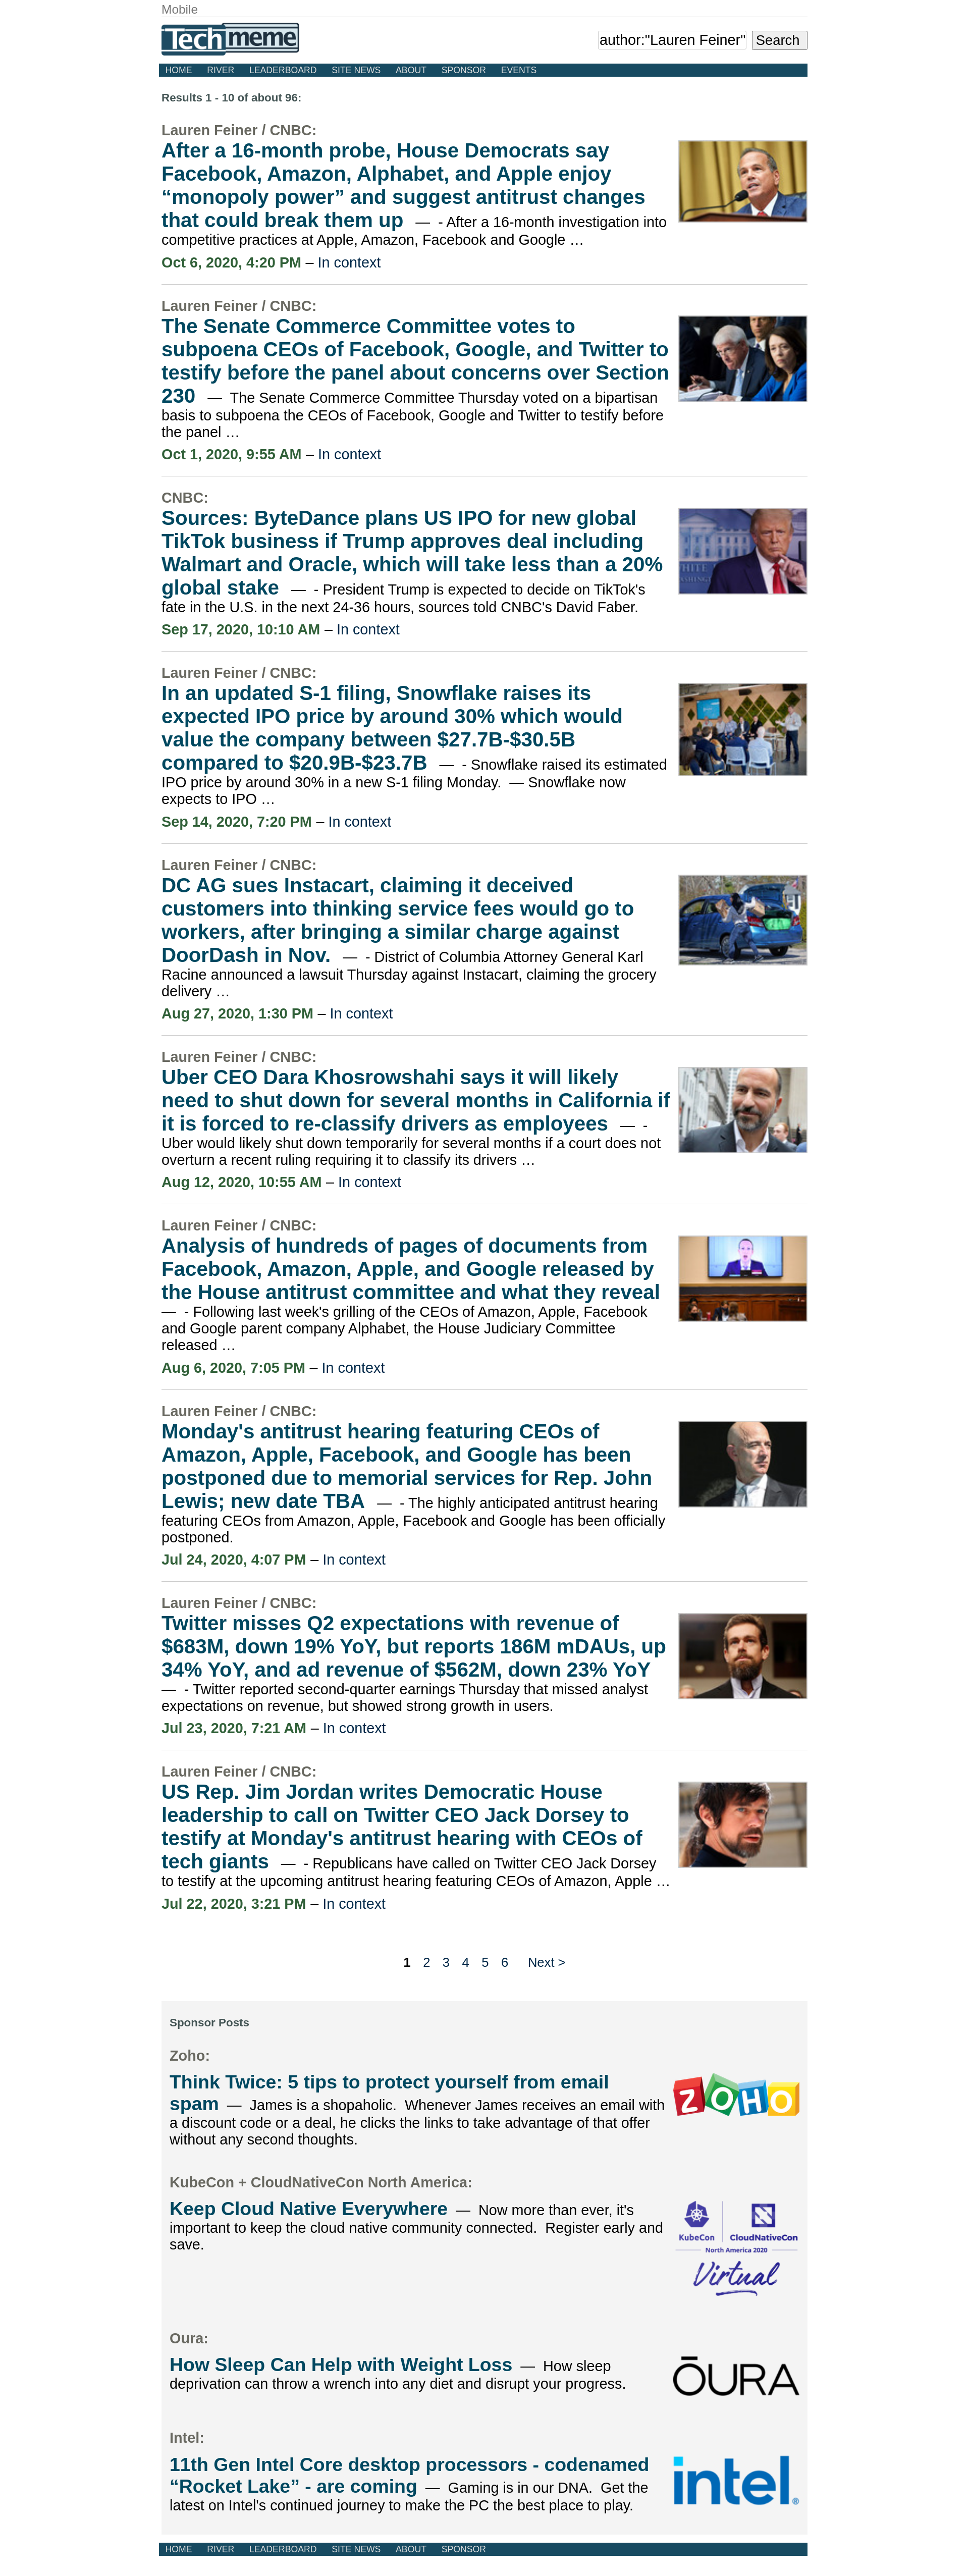 Mobile
Techmeme
author:"Lauren Feiner" Search
HOME RIVER LEADERBOARD SITE NEWS ABOUT SPONSOR EVENTS
Results 1 - 10 of about 96:
Lauren Feiner / CNBC:
After a 16-month probe, House Democrats say
Facebook, Amazon, Alphabet, and Apple enjoy
“monopoly power” and suggest antitrust changes
that could break them up — - After a 16-month investigation into
competitive practices at Apple, Amazon, Facebook and Google …
Oct 6, 2020, 4:20 PM – In context
Lauren Feiner / CNBC:
The Senate Commerce Committee votes to
subpoena CEOs of Facebook, Google, and Twitter to
testify before the panel about concerns over Section
230 — The Senate Commerce Committee Thursday voted on a bipartisan
basis to subpoena the CEOs of Facebook, Google and Twitter to testify before
the panel …
Oct 1, 2020, 9:55 AM – In context
CNBC:
Sources: ByteDance plans US IPO for new global
TikTok business if Trump approves deal including
Walmart and Oracle, which will take less than a 20%
global stake — - President Trump is expected to decide on TikTok's
fate in the U.S. in the next 24-36 hours, sources told CNBC's David Faber.
Sep 17, 2020, 10:10 AM – In context
Lauren Feiner / CNBC:
In an updated S-1 filing, Snowflake raises its
expected IPO price by around 30% which would
value the company between $27.7B-$30.5B
compared to $20.9B-$23.7B — - Snowflake raised its estimated
IPO price by around 30% in a new S-1 filing Monday. — Snowflake now
expects to IPO …
Sep 14, 2020, 7:20 PM – In context
Lauren Feiner / CNBC:
DC AG sues Instacart, claiming it deceived
customers into thinking service fees would go to
workers, after bringing a similar charge against
DoorDash in Nov. — - District of Columbia Attorney General Karl
Racine announced a lawsuit Thursday against Instacart, claiming the grocery
delivery …
Aug 27, 2020, 1:30 PM – In context
Lauren Feiner / CNBC:
Uber CEO Dara Khosrowshahi says it will likely
need to shut down for several months in California if
it is forced to re-classify drivers as employees — -
Uber would likely shut down temporarily for several months if a court does not
overturn a recent ruling requiring it to classify its drivers …
Aug 12, 2020, 10:55 AM – In context
Lauren Feiner / CNBC:
Analysis of hundreds of pages of documents from
Facebook, Amazon, Apple, and Google released by
the House antitrust committee and what they reveal
— - Following last week's grilling of the CEOs of Amazon, Apple, Facebook
and Google parent company Alphabet, the House Judiciary Committee
released …
Aug 6, 2020, 7:05 PM – In context
Lauren Feiner / CNBC:
Monday's antitrust hearing featuring CEOs of
Amazon, Apple, Facebook, and Google has been
postponed due to memorial services for Rep. John
Lewis; new date TBA — - The highly anticipated antitrust hearing
featuring CEOs from Amazon, Apple, Facebook and Google has been officially
postponed.
Jul 24, 2020, 4:07 PM – In context
Lauren Feiner / CNBC:
Twitter misses Q2 expectations with revenue of
$683M, down 19% YoY, but reports 186M mDAUs, up
34% YoY, and ad revenue of $562M, down 23% YoY
— - Twitter reported second-quarter earnings Thursday that missed analyst
expectations on revenue, but showed strong growth in users.
Jul 23, 2020, 7:21 AM – In context
Lauren Feiner / CNBC:
US Rep. Jim Jordan writes Democratic House
leadership to call on Twitter CEO Jack Dorsey to
testify at Monday's antitrust hearing with CEOs of
tech giants — - Republicans have called on Twitter CEO Jack Dorsey
to testify at the upcoming antitrust hearing featuring CEOs of Amazon, Apple …
Jul 22, 2020, 3:21 PM – In context
1 2 3 4 5 6 Next >
Sponsor Posts
Zoho:
Think Twice: 5 tips to protect yourself from email
spam — James is a shopaholic. Whenever James receives an email with
a discount code or a deal, he clicks the links to take advantage of that offer
without any second thoughts.
ZOHO
KubeCon + CloudNativeCon North America:
Keep Cloud Native Everywhere — Now more than ever, it's
important to keep the cloud native community connected. Register early and
save.
KubeCon CloudNativeCon
North America 2020
Virtual
Oura:
How Sleep Can Help with Weight Loss — How sleep
deprivation can throw a wrench into any diet and disrupt your progress.
ŌURA
Intel:
11th Gen Intel Core desktop processors - codenamed
“Rocket Lake” - are coming — Gaming is in our DNA. Get the
latest on Intel's continued journey to make the PC the best place to play.
intel®
HOME RIVER LEADERBOARD SITE NEWS ABOUT SPONSOR